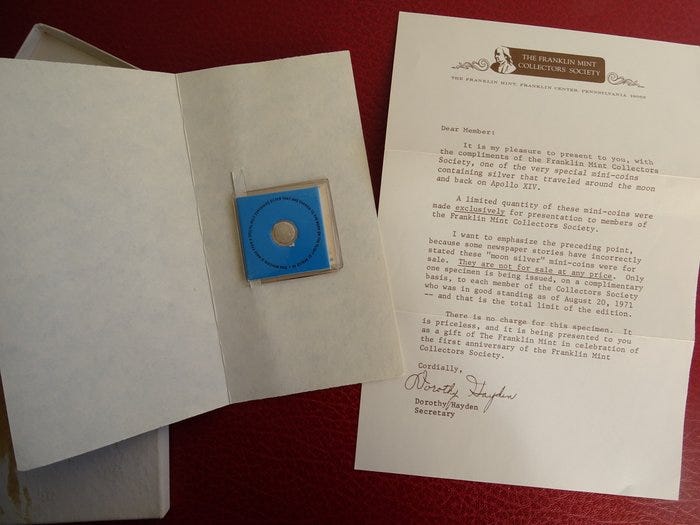 THE FRANKLIN MINT
COLLECTORS SOCIETY
THE FRANKLIN MINT, FRANKLIN CENTER, PENNSYLVANIA
Dear Member:
It is my pleasure to present to you, with
the compliments of the Franklin Mint Collectors
Society, one of the very special mini-coins
containing silver that traveled around the moon
and back on Apollo XIV.
A limited quantity of these mini-coins were
made exclusively for presentation to members of
the Franklin Mint Collectors Society.
I want to emphasize the preceding point,
because some newspaper stories have incorrectly
stated these "moon silver" mini-coins were for
sale. They are not for sale at any price. Only
one specimen is being issued, on a complimentary
basis, to each member of the Collectors Society
who was in good standing as of August 20, 1971
-- and that is the total limit of the edition.
There is no charge for this specimen. It
is priceless, and it is being presented to you
as a gift of The Franklin Mint in celebration of
the first anniversary of the Franklin Mint
Collectors Society.
Cordially,
Dorothy Hayden
Dorothy Hayden
Secretary